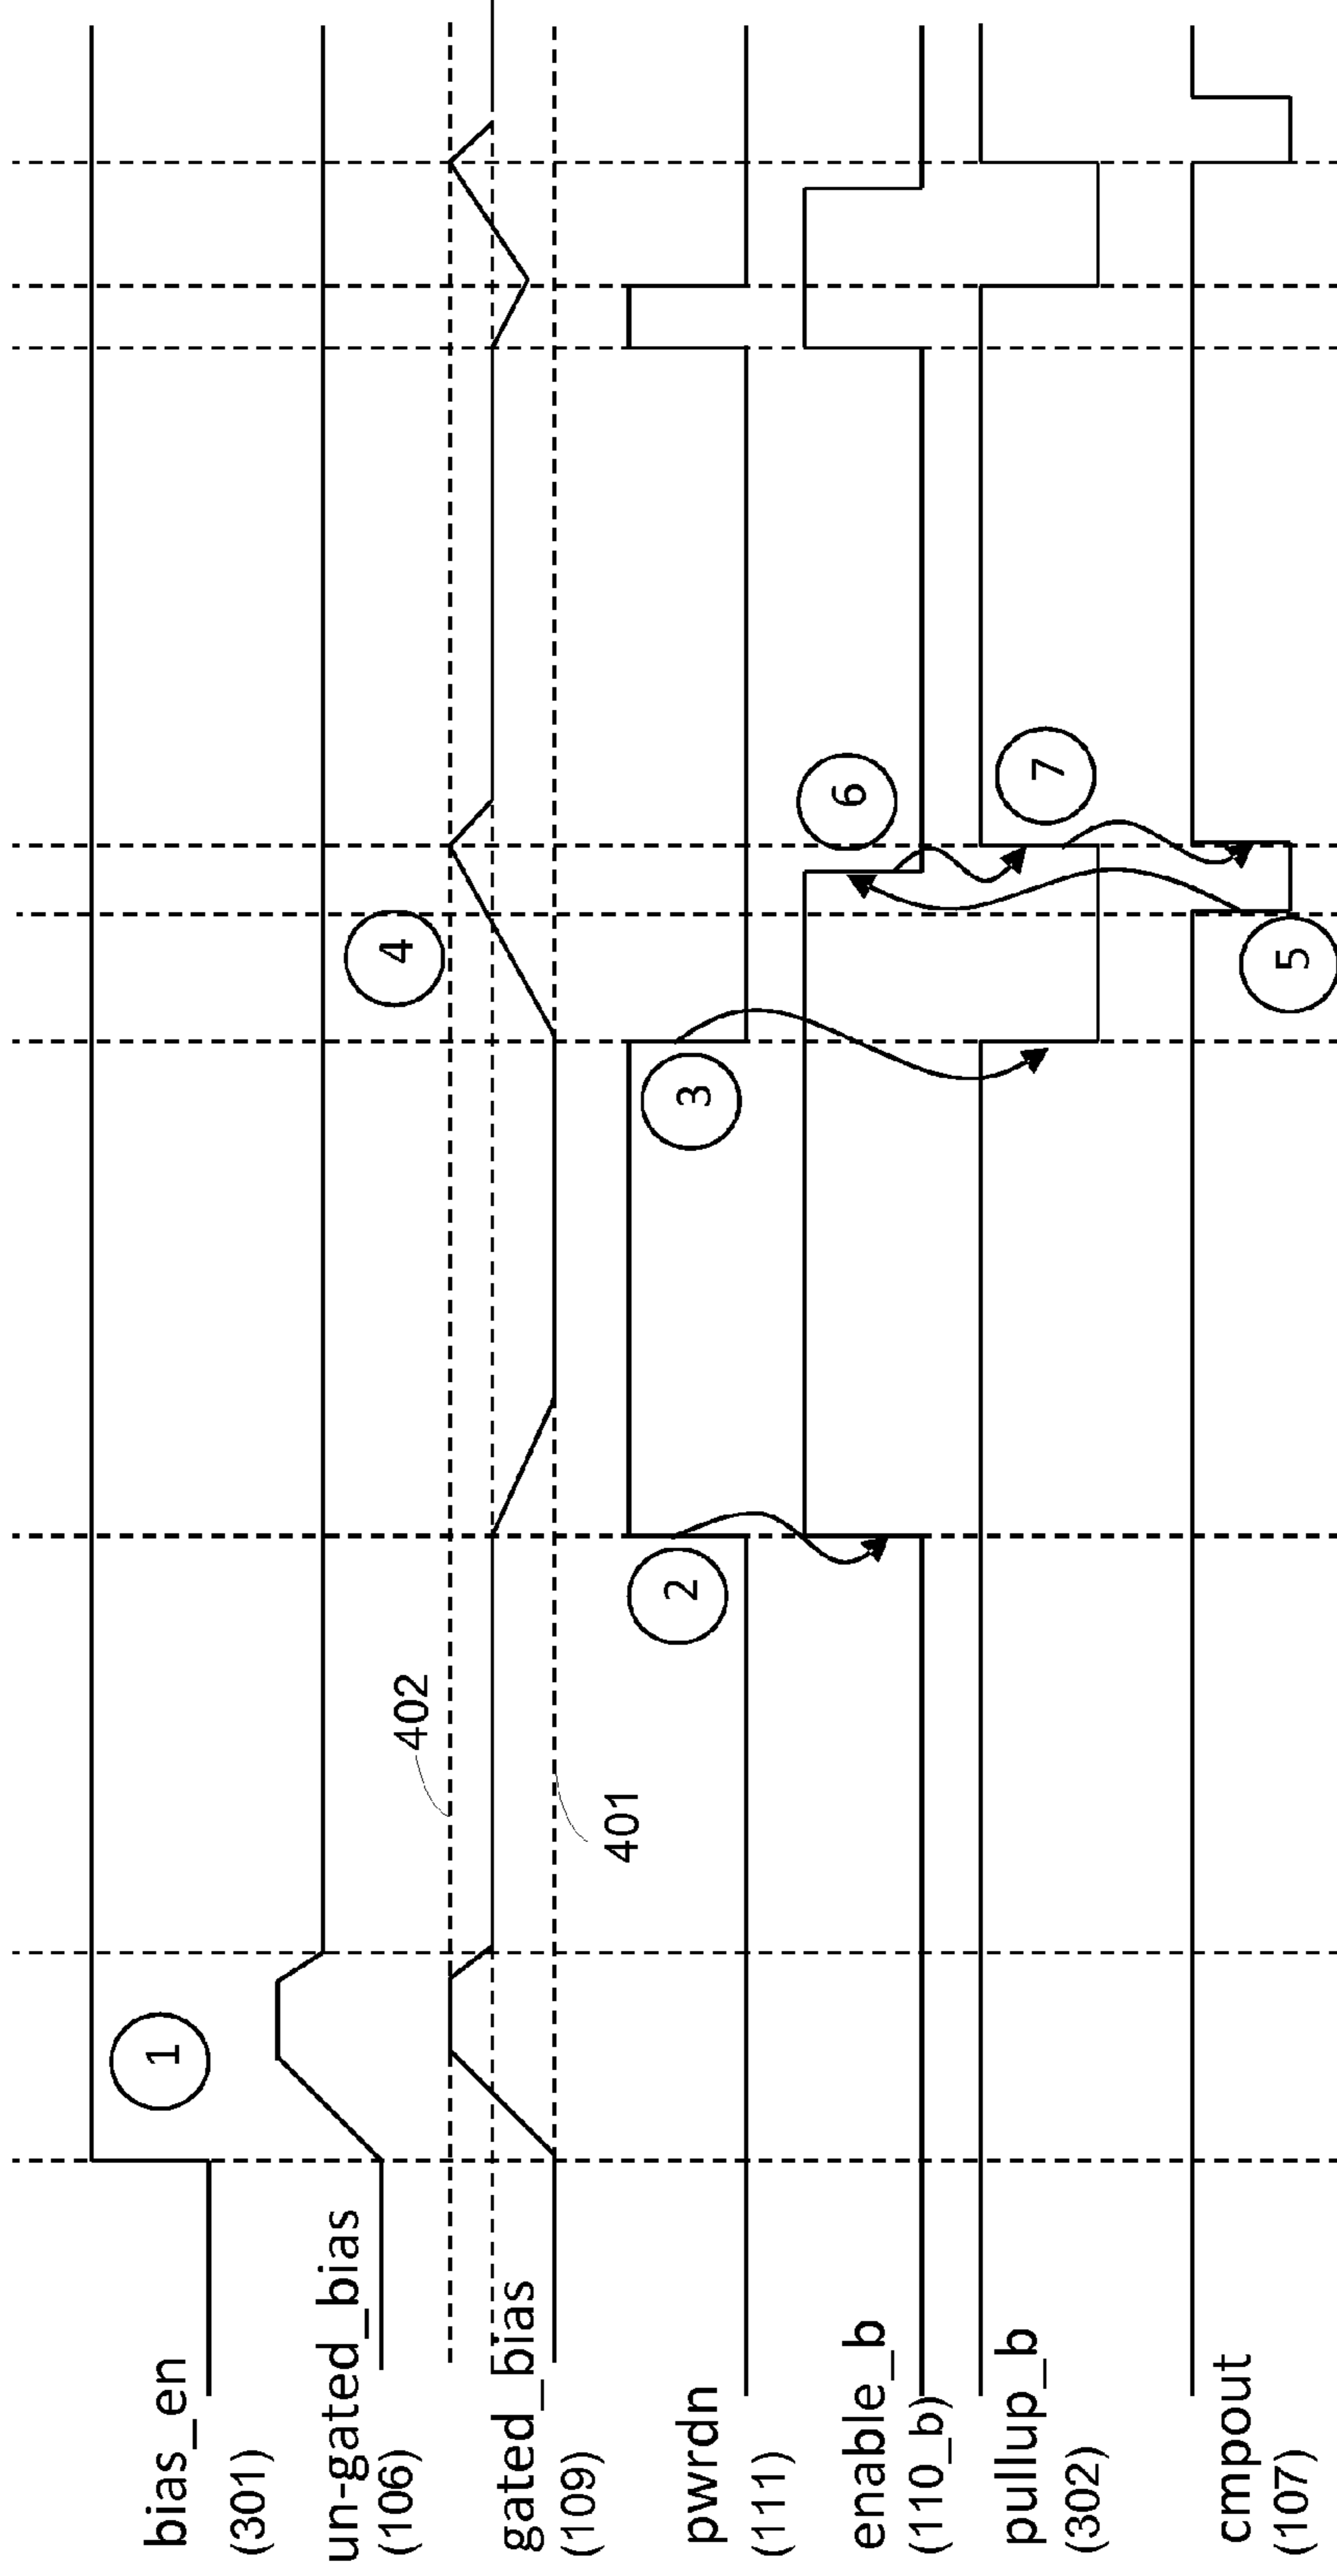 bias_en
(301)
un-gated_bias
(106)
gated_bias
(109)
pwrdn
(111)
enable_b
(110_b)
pullup_b
(302)
cmpout
(107)
1
402
401
2
3
4
5
6
7